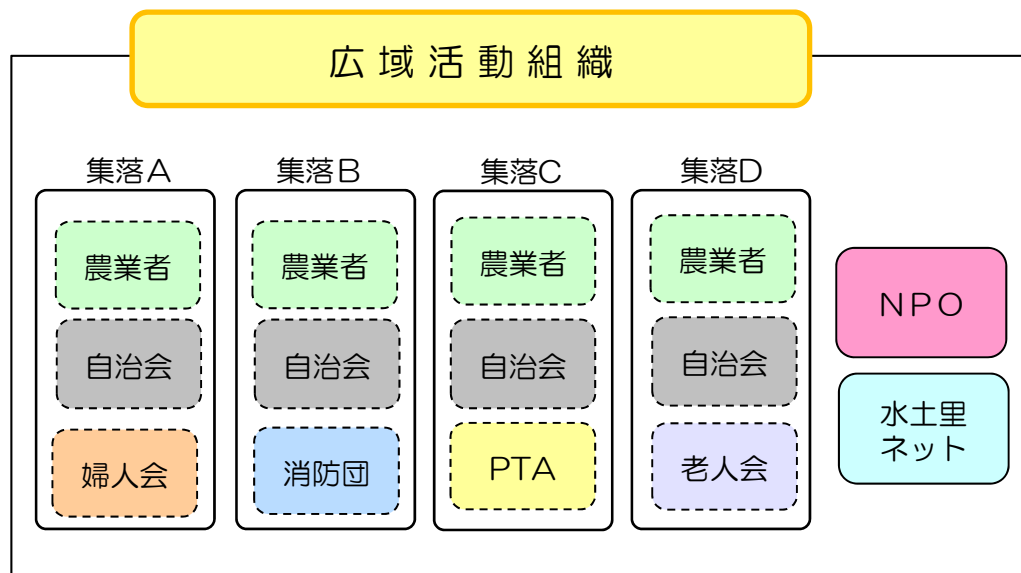 広域活動組織
集落A
農業者
自治会
婦人会
集落B
農業者
自治会
消防団
集落C
農業者
自治会
PTA
集落D
農業者
自治会
老人会
NPO
水土里
ネット